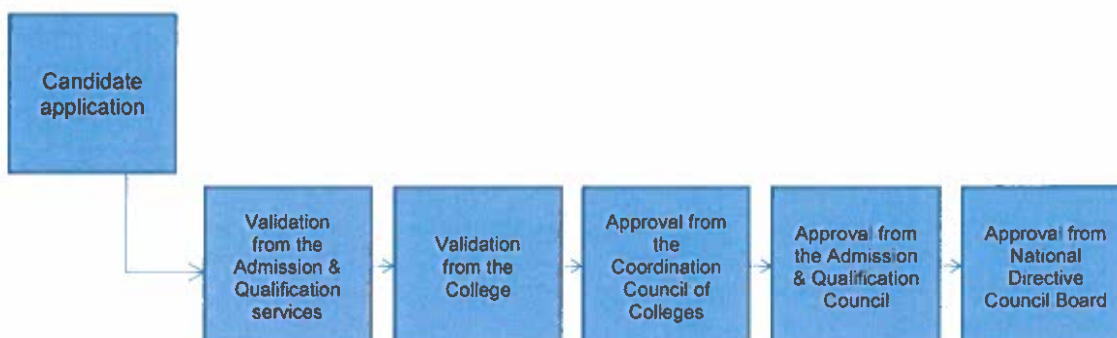 Candidate
application
Validation
from the
Admission &
Qualification
services
Validation
from the
College
Approval from
the
Coordination
Council of
Colleges
Approval from
the Admission
& Qualification
Council
Approval from
National
Directive
Council Board